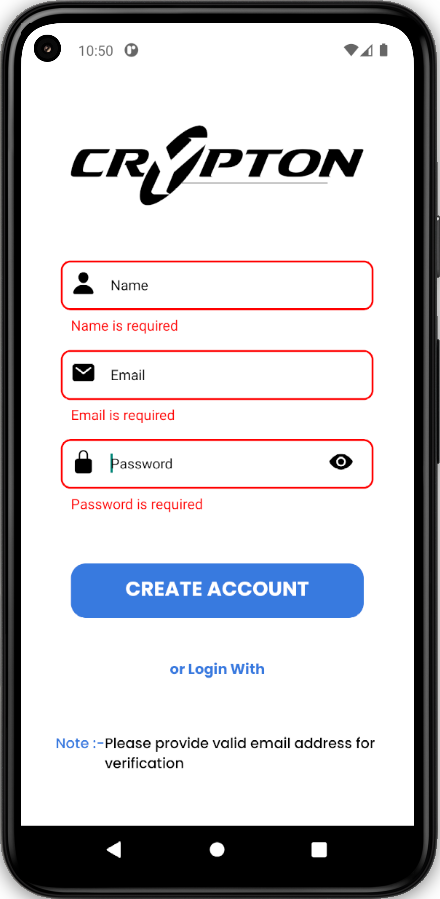 10:50
CRYPTON
Name
Name is required
Email
Email is required
Password
Password is required
CREATE ACCOUNT
or Login With
Note :-Please provide valid email address for
verification